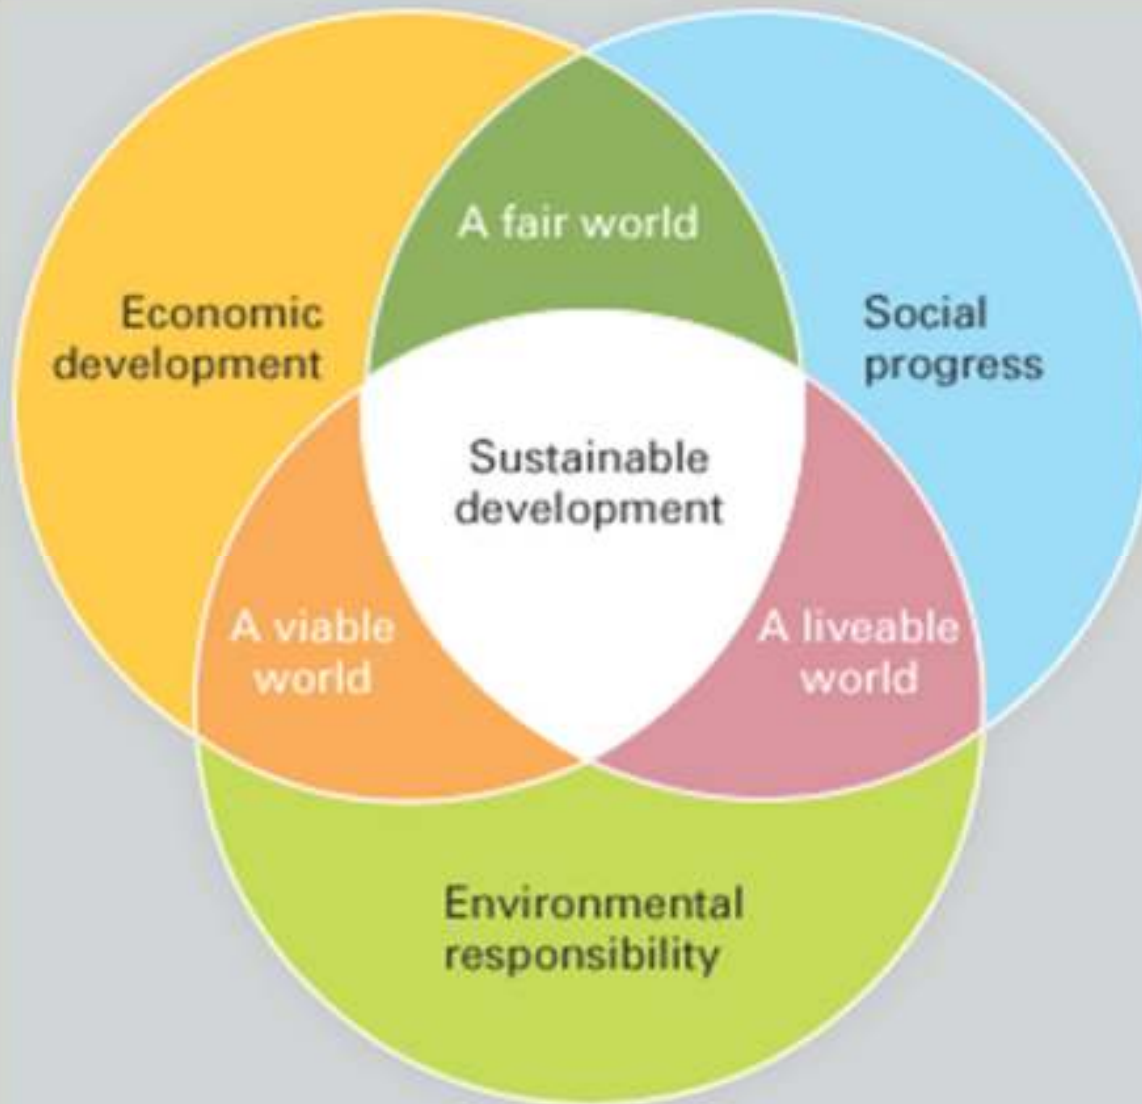 A fair world
Economic
development
Social
progress
Sustainable
development
A viable
world
A liveable
world
Environmental
responsibility